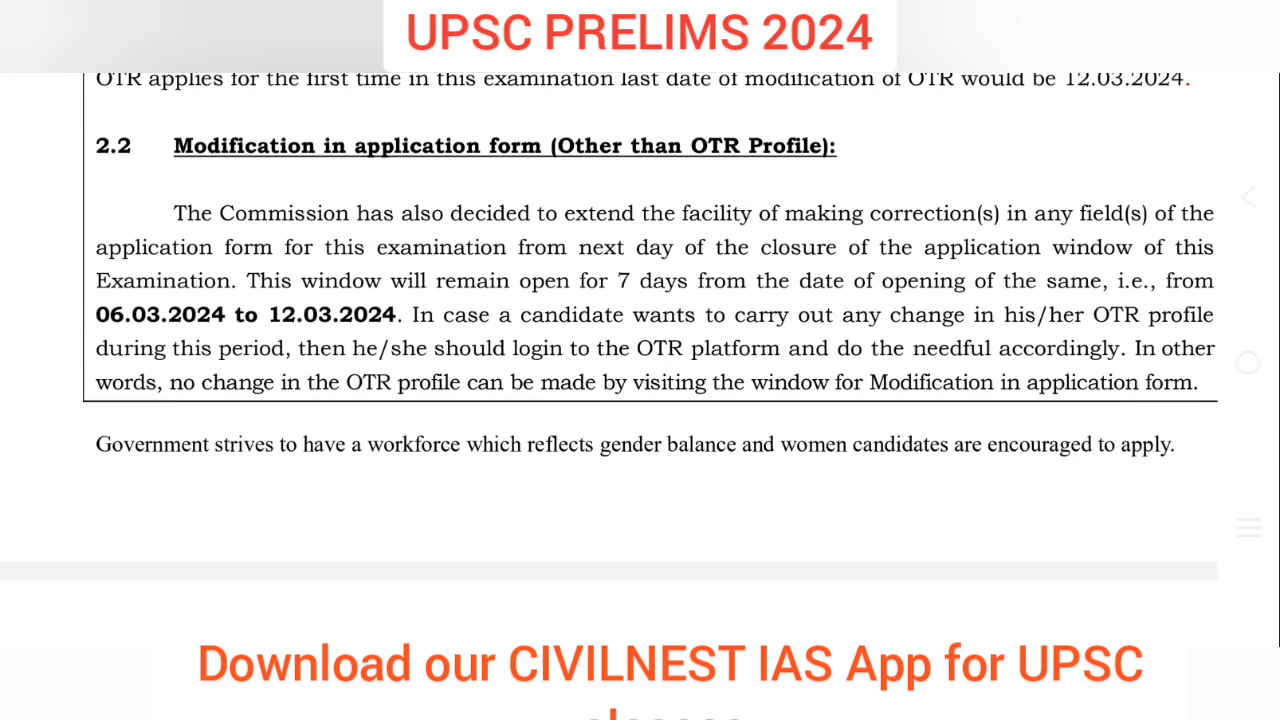 UPSC PRELIMS 2024
OTR applies for the first time in this examination last date of modification of OTR would be 12.03.2024.
2.2 Modification in application form (Other than OTR Profile):
The Commission has also decided to extend the facility of making correction(s) in any field(s) of the
application form for this examination from next day of the closure of the application window of this
Examination. This window will remain open for 7 days from the date of opening of the same, i.e., from
06.03.2024 to 12.03.2024. In case a candidate wants to carry out any change in his/her OTR profile
during this period, then he/she should login to the OTR platform and do the needful accordingly. In other
words, no change in the OTR profile can be made by visiting the window for Modification in application form.
Government strives to have a workforce which reflects gender balance and women candidates are encouraged to apply.
Download our CIVILNEST IAS App for UPSC